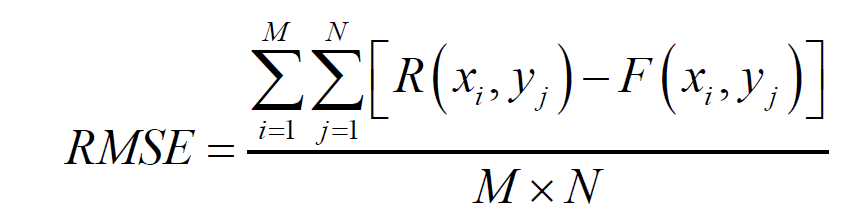 RMSE = \frac{\sum_{i=1}^{M} \sum_{j=1}^{N} \left[ R\left(x_i, y_j\right) - F\left(x_i, y_j\right) \right]}{M \times N}